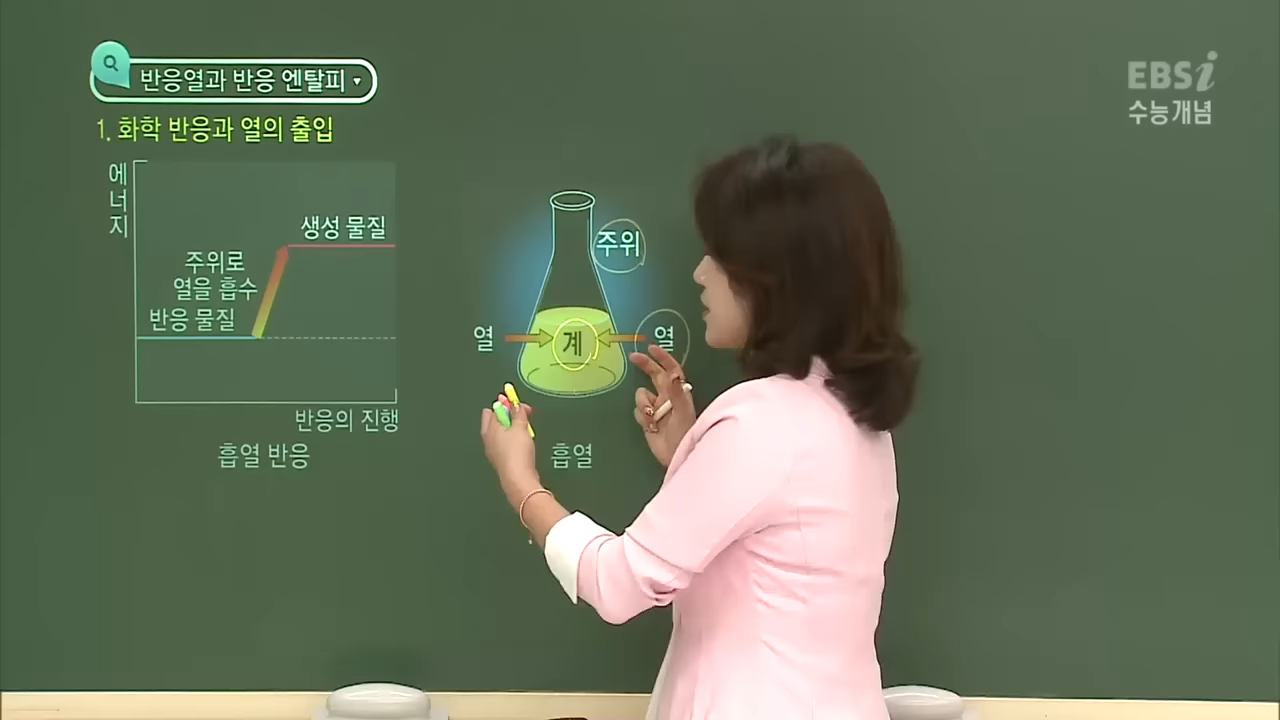 반응열과 반응 엔탈피
EBSi
수능개념
1. 화학 반응과 열의 출입
에너지
생성 물질
주위로
열을 흡수
반응 물질
반응의 진행
흡열 반응
주위
열
계
열
흡열